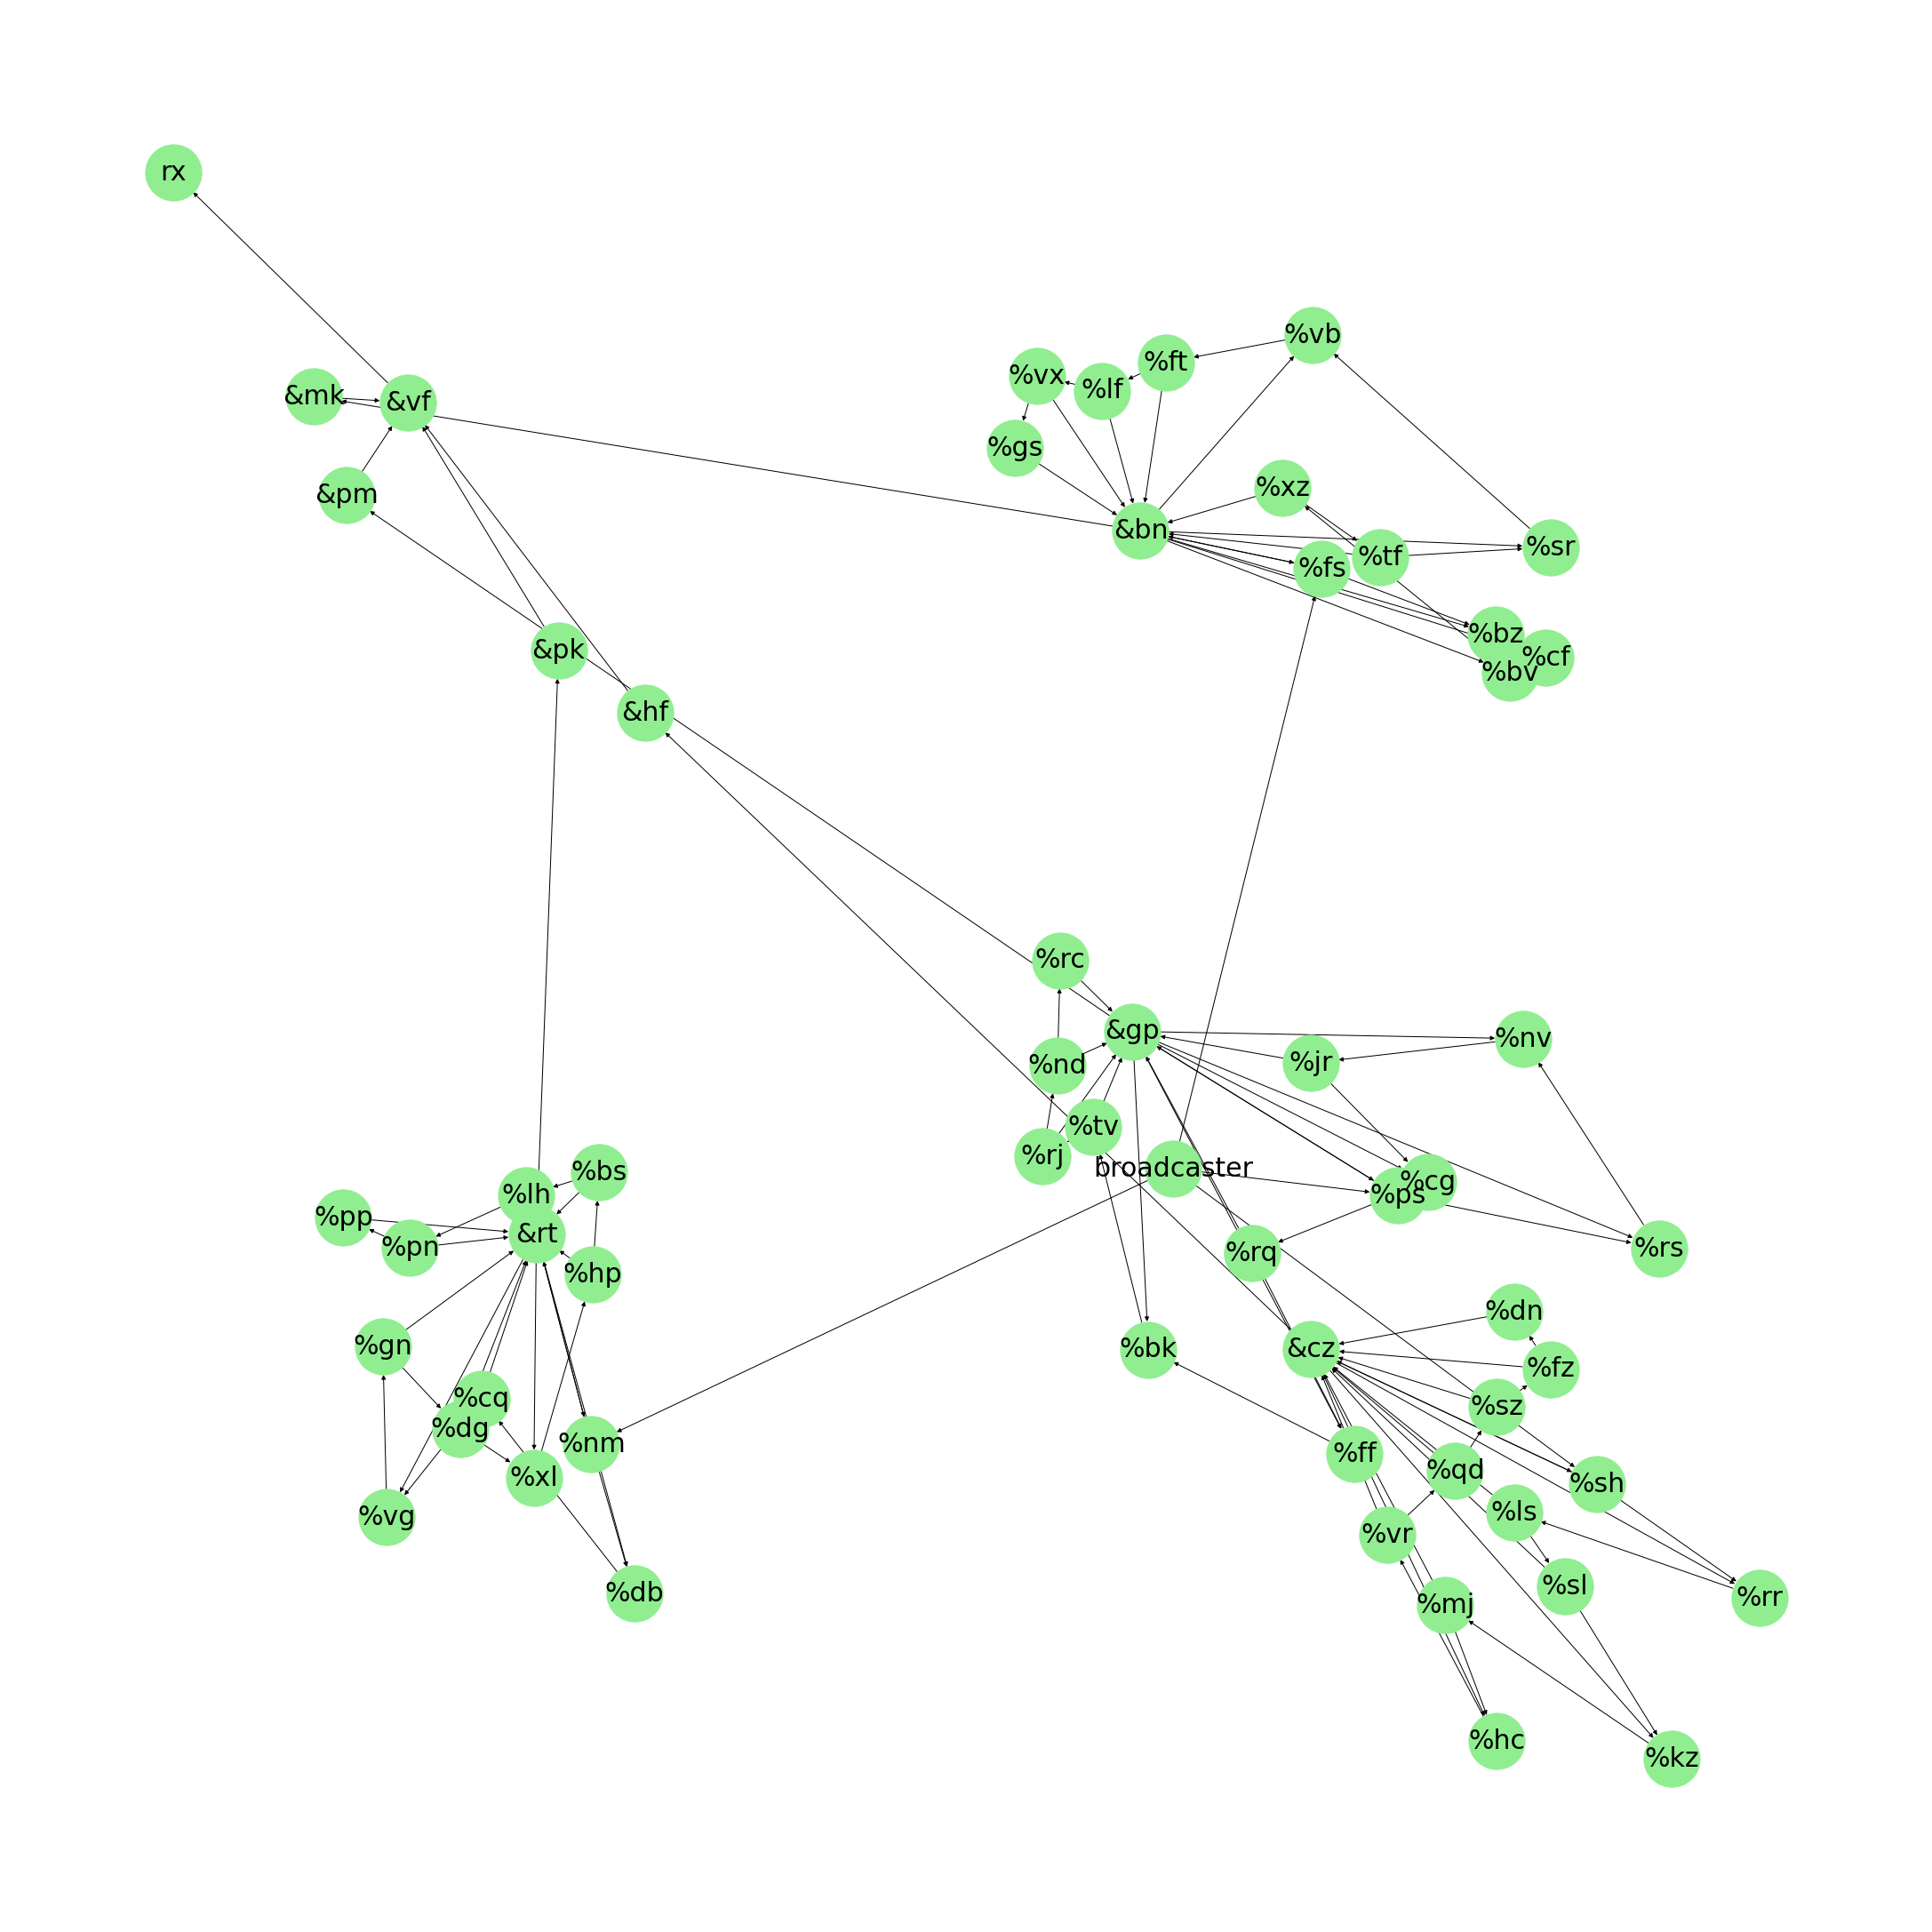 rx
%vb
%ft
%vx
%lf
&mk
&vf
%gs
%xz
&pm
&bn
%sr
%tf
%fs
%bz
&pk
%cf
%bv
&hf
%rc
&gp
%nv
%jr
%nd
%tv
%rj
broadcaster
%bs
%cg
%ps
%lh
%pp
&rt
%pn
%rs
%rq
%hp
%dn
%gn
%bk
&cz
%fz
%cq
%sz
%dg
%nm
%ff
%qd
%xl
%sh
%ls
%vg
%vr
%sl
%db
%rr
%mj
%hc
%kz